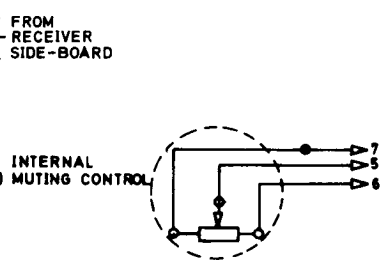 FROM
RECEIVER
SIDE-BOARD
7
5
INTERNAL
MUTING CONTROL
6